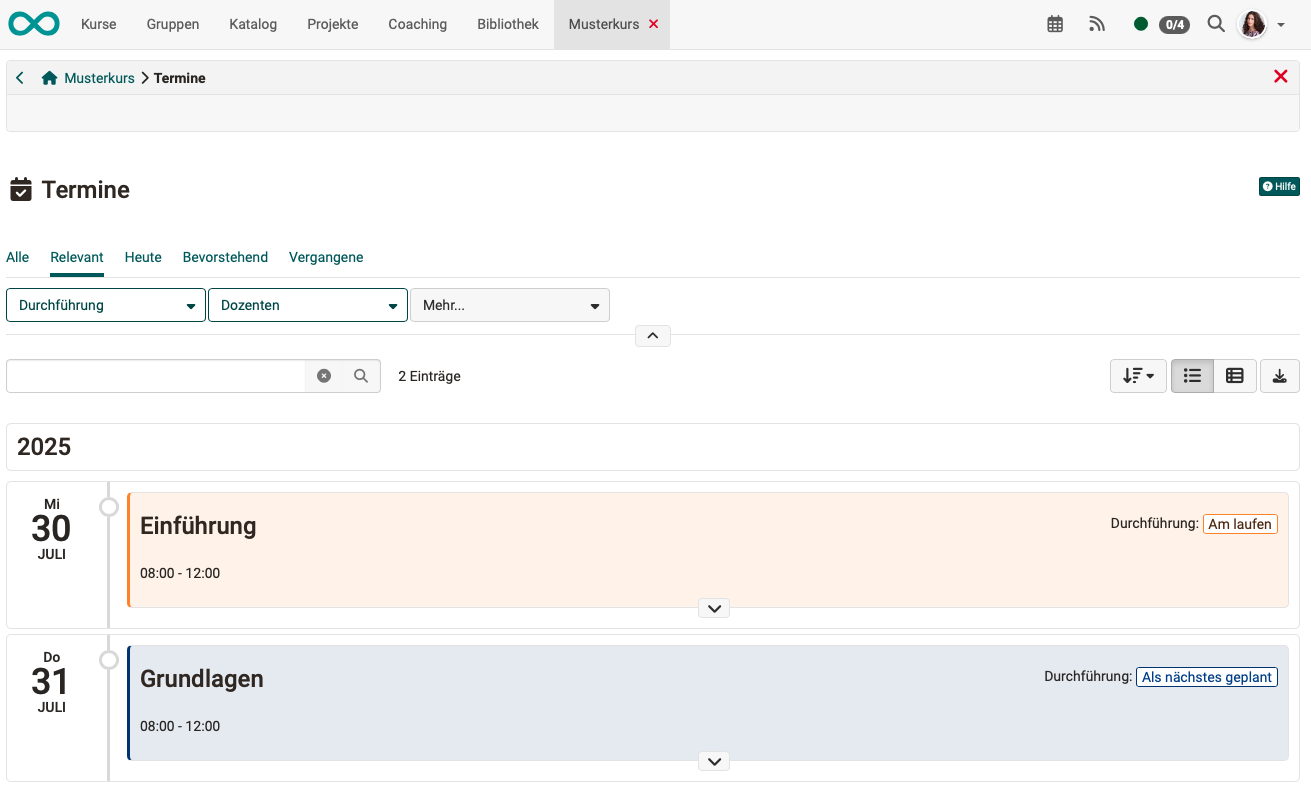 Kurse Gruppen Katalog Projekte Coaching Bibliothek Musterkurs 0/4
Musterkurs Termine
Termine
Hilfe
Alle Relevant Heute Bevorstehend Vergangene
Durchführung Dozenten Mehr...
2 Einträge
2025
Mi
30
JULI
Einführung
Durchführung: Am laufen
08:00 - 12:00
Do
31
JULI
Grundlagen
Durchführung: Als nächstes geplant
08:00 - 12:00